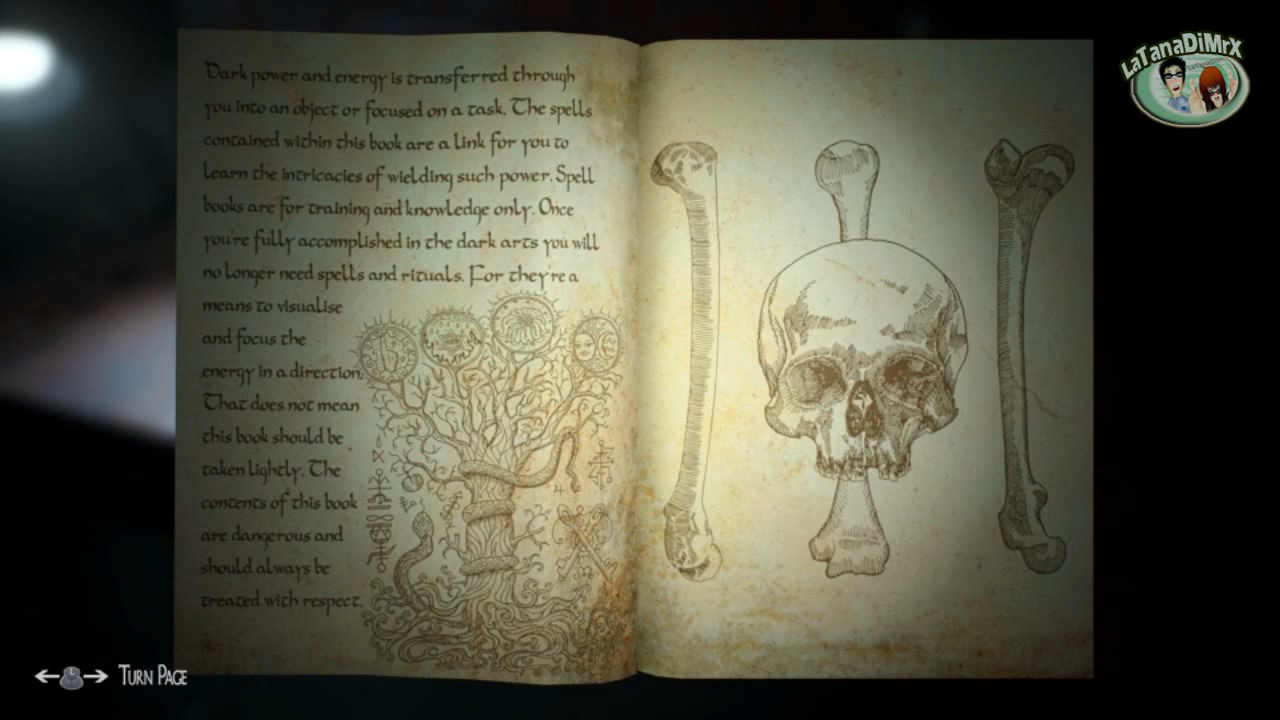 Dark power and energy is transferred through
you into an object or focused on a task. The spells
contained within this book are a link for you to
learn the intricacies of wielding such power. Spell
books are for training and knowledge only. Once
you're fully accomplished in the dark arts you will
no longer need spells and rituals. For they're a
means to visualise
and focus the
energy in a direction.
That does not mean
this book should be
taken lightly. The
contents of this book
are dangerous and
should always be
treated with respect.
LaTanaDiMrX
L
TURN PAGE